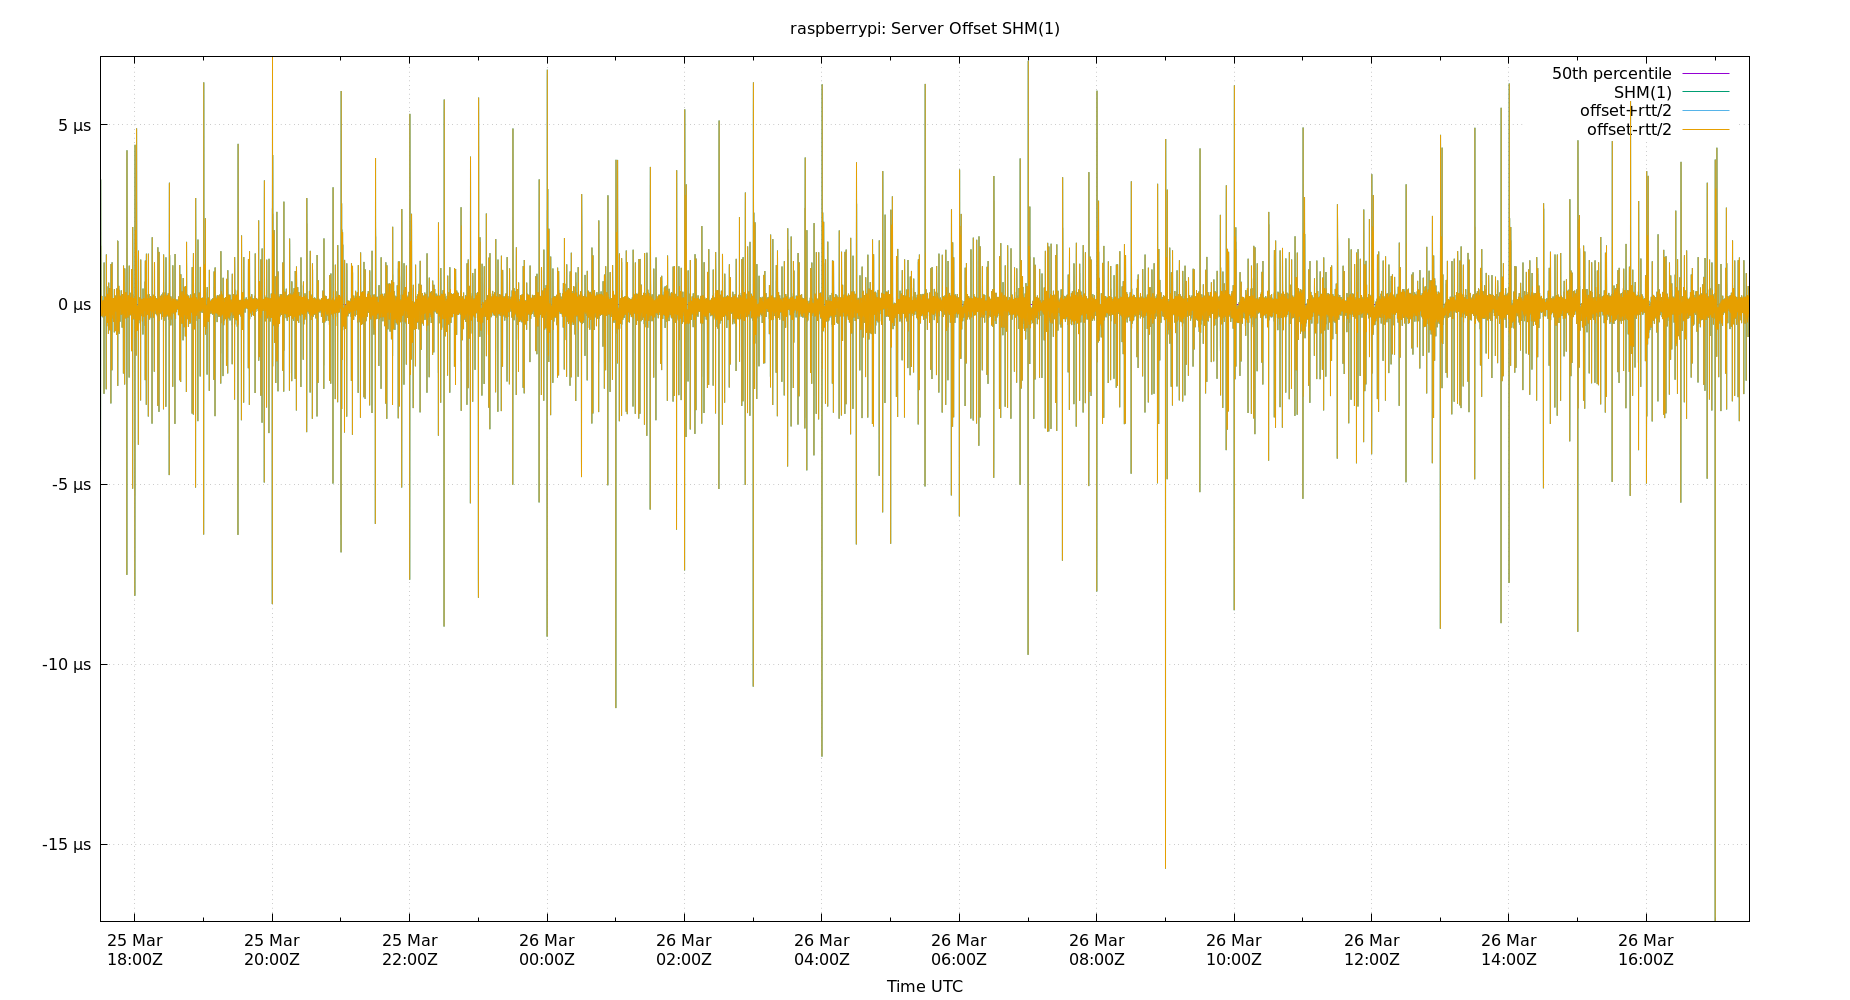 raspberrypi: Server Offset SHM(1)
50th percentile
SHM(1)
offset+rtt/2
offset-rtt/2
5 µs
0 µs
-5 µs
-10 µs
-15 µs
25 Mar 25 Mar 25 Mar 26 Mar 26 Mar 26 Mar 26 Mar 26 Mar 26 Mar 26 Mar 26 Mar 26 Mar
18:00Z 20:00Z 22:00Z 00:00Z 02:00Z 04:00Z 06:00Z 08:00Z 10:00Z 12:00Z 14:00Z 16:00Z
Time UTC